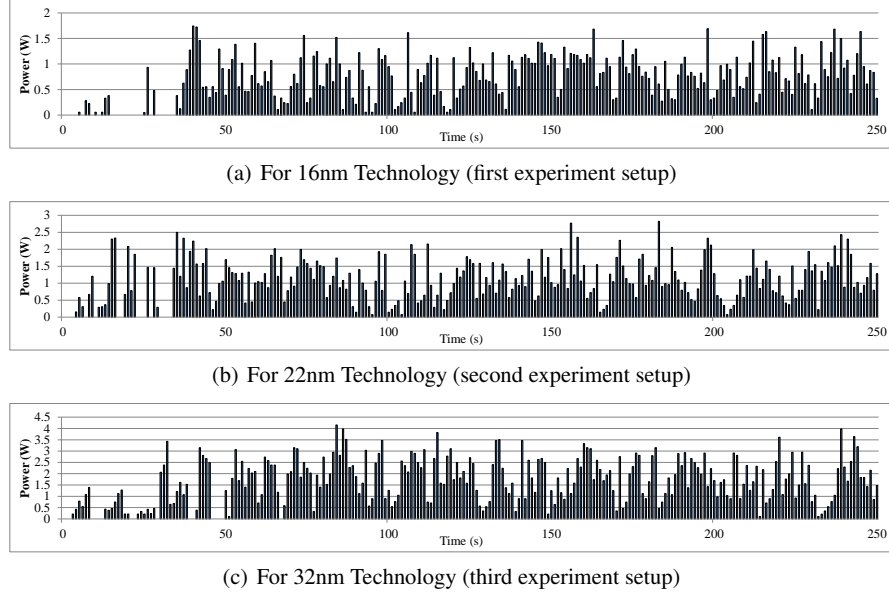 2
1.5
1
0.5
0
Power (W)
0 50 100 150 200 250
Time (s)
(a) For 16nm Technology (first experiment setup)
3
2.5
2
1.5
1
0.5
0
Power (W)
0 50 100 150 200 250
Time (s)
(b) For 22nm Technology (second experiment setup)
4.5
4
3.5
3
2.5
2
1.5
1
0.5
0
Power (W)
0 50 100 150 200 250
Time (s)
(c) For 32nm Technology (third experiment setup)